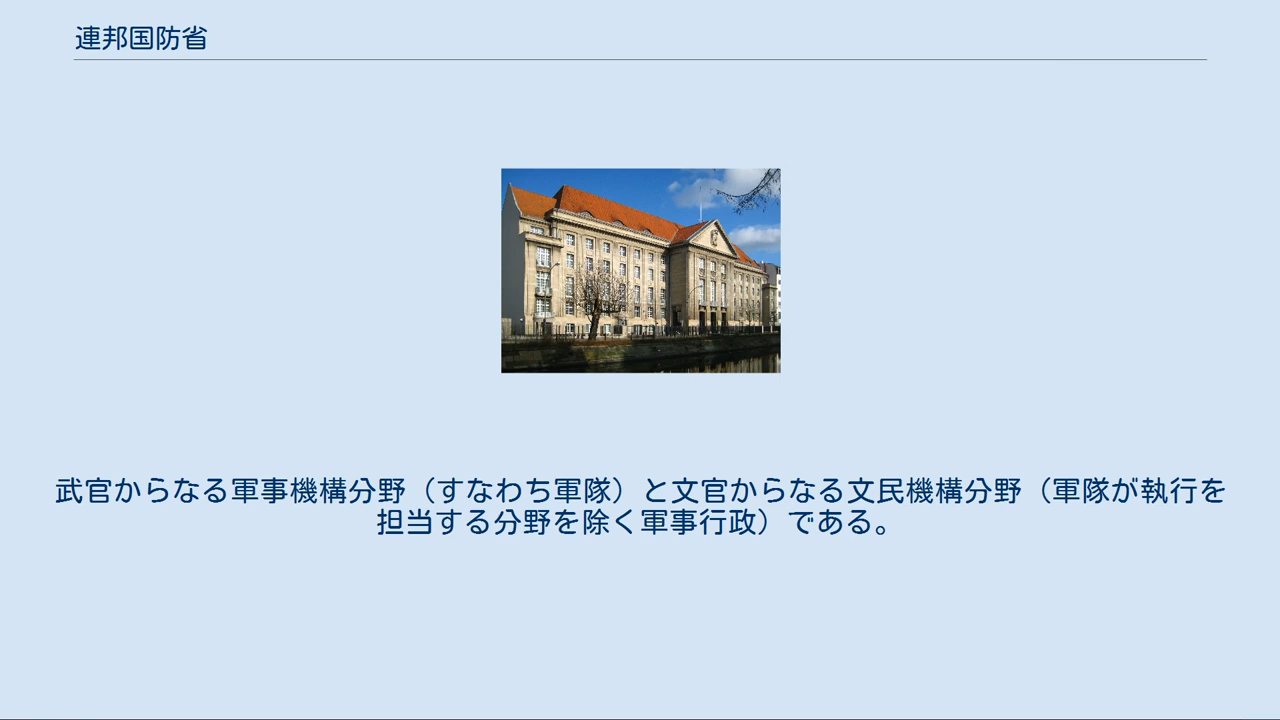 連邦国防省
武官からなる軍事機構分野（すなわち軍隊）と文官からなる文民機構分野（軍隊が執行を
担当する分野を除く軍事行政）である。